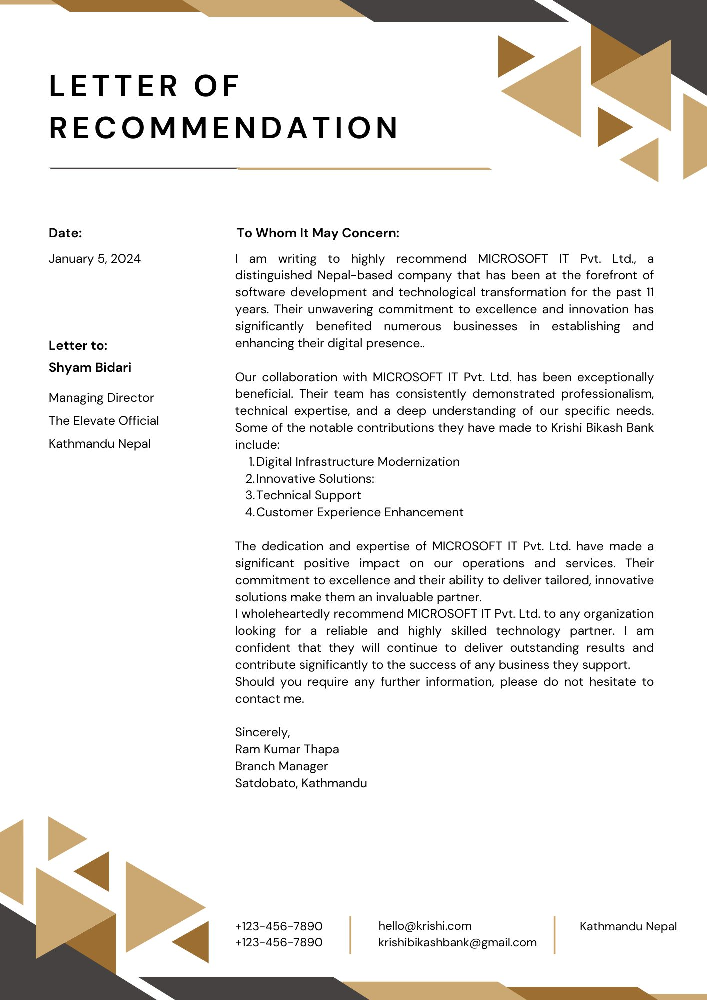 LETTER OF
RECOMMENDATION
Date:
January 5, 2024
Letter to:
Shyam Bidari
Managing Director
The Elevate Official
Kathmandu Nepal
To Whom It May Concern:
I am writing to highly recommend MICROSOFT IT Pvt. Ltd., a
distinguished Nepal-based company that has been at the forefront of
software development and technological transformation for the past 11
years. Their unwavering commitment to excellence and innovation has
significantly benefited numerous businesses in establishing and
enhancing their digital presence..
Our collaboration with MICROSOFT IT Pvt. Ltd. has been exceptionally
beneficial. Their team has consistently demonstrated professionalism,
technical expertise, and a deep understanding of our specific needs.
Some of the notable contributions they have made to Krishi Bikash Bank
include:
1. Digital Infrastructure Modernization
2. Innovative Solutions:
3. Technical Support
4. Customer Experience Enhancement
The dedication and expertise of MICROSOFT IT Pvt. Ltd. have made a
significant positive impact on our operations and services. Their
commitment to excellence and their ability to deliver tailored, innovative
solutions make them an invaluable partner.
I wholeheartedly recommend MICROSOFT IT Pvt. Ltd. to any organization
looking for a reliable and highly skilled technology partner. I am
confident that they will continue to deliver outstanding results and
contribute significantly to the success of any business they support.
Should you require any further information, please do not hesitate to
contact me.
Sincerely,
Ram Kumar Thapa
Branch Manager
Satdobato, Kathmandu
+123-456-7890
+123-456-7890
hello@krishi.com
krishibikashbank@gmail.com
Kathmandu Nepal